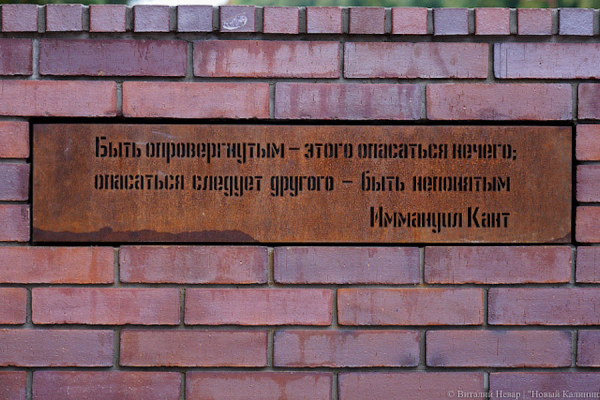 Быть опровергнутым – этого опасаться нечего;
опасаться следует другого – быть непонятым
Иммануил Кант
© Виталий Невар | "Новый Калинин